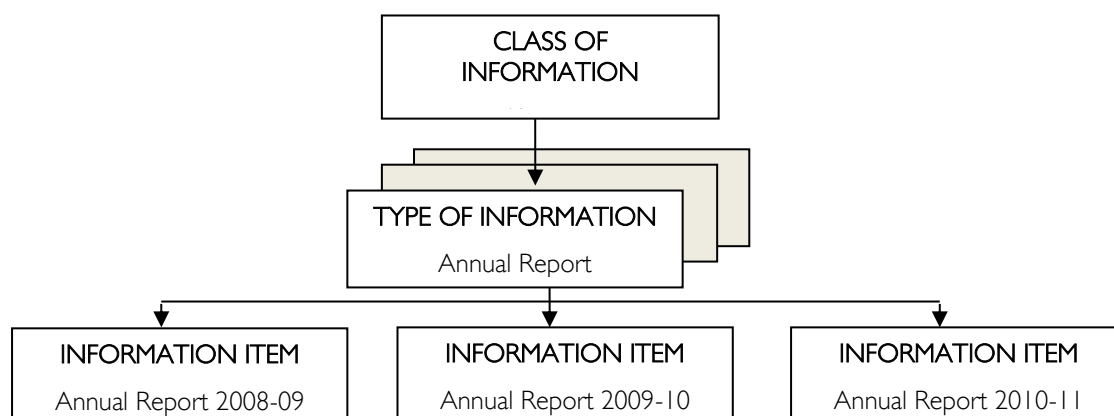 CLASS OF
INFORMATION
TYPE OF INFORMATION
Annual Report
INFORMATION ITEM
Annual Report 2008-09
INFORMATION ITEM
Annual Report 2009-10
INFORMATION ITEM
Annual Report 2010-11